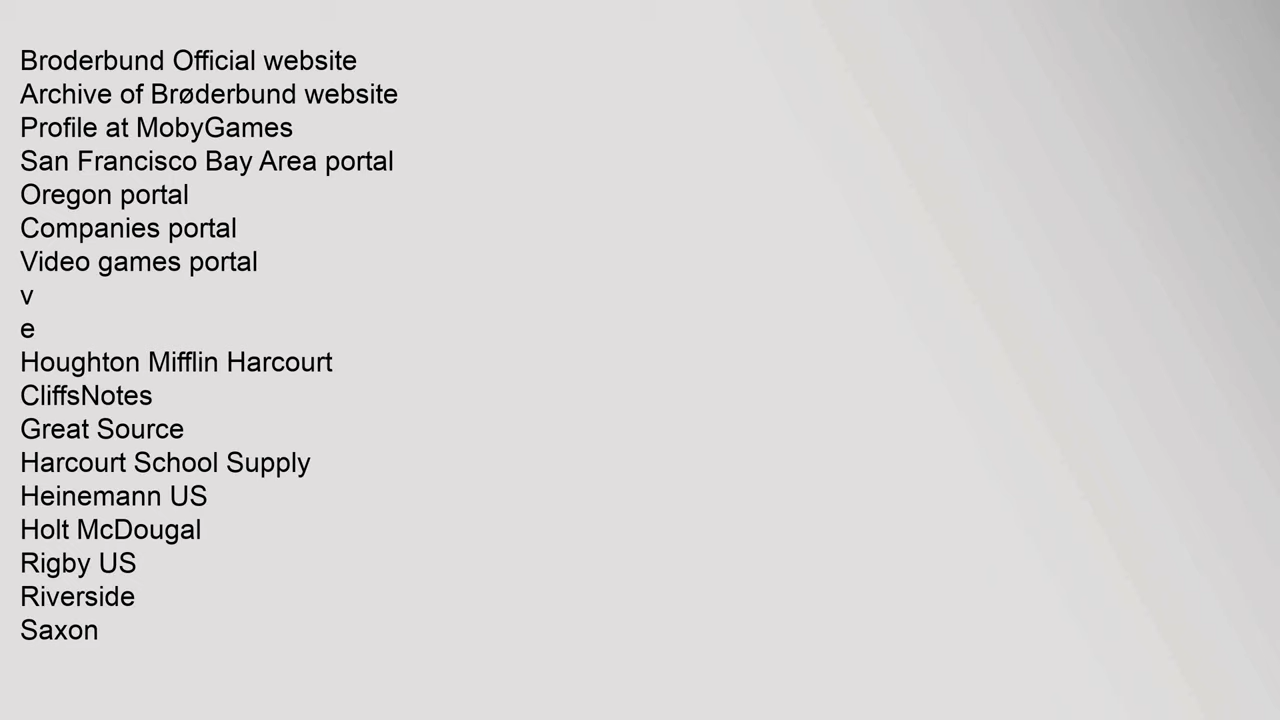 Broderbund Official website
Archive of Brøderbund website
Profile at MobyGames
San Francisco Bay Area portal
Oregon portal
Companies portal
Video games portal
v
e
Houghton Mifflin Harcourt
CliffsNotes
Great Source
Harcourt School Supply
Heinemann US
Holt McDougal
Rigby US
Riverside
Saxon